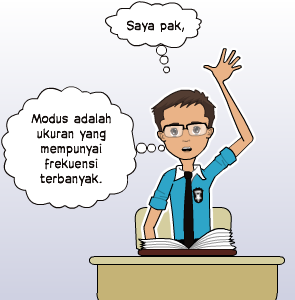 Saya pak,
Modus adalah
ukuran yang
mempunyai
frekuensi
terbanyak.